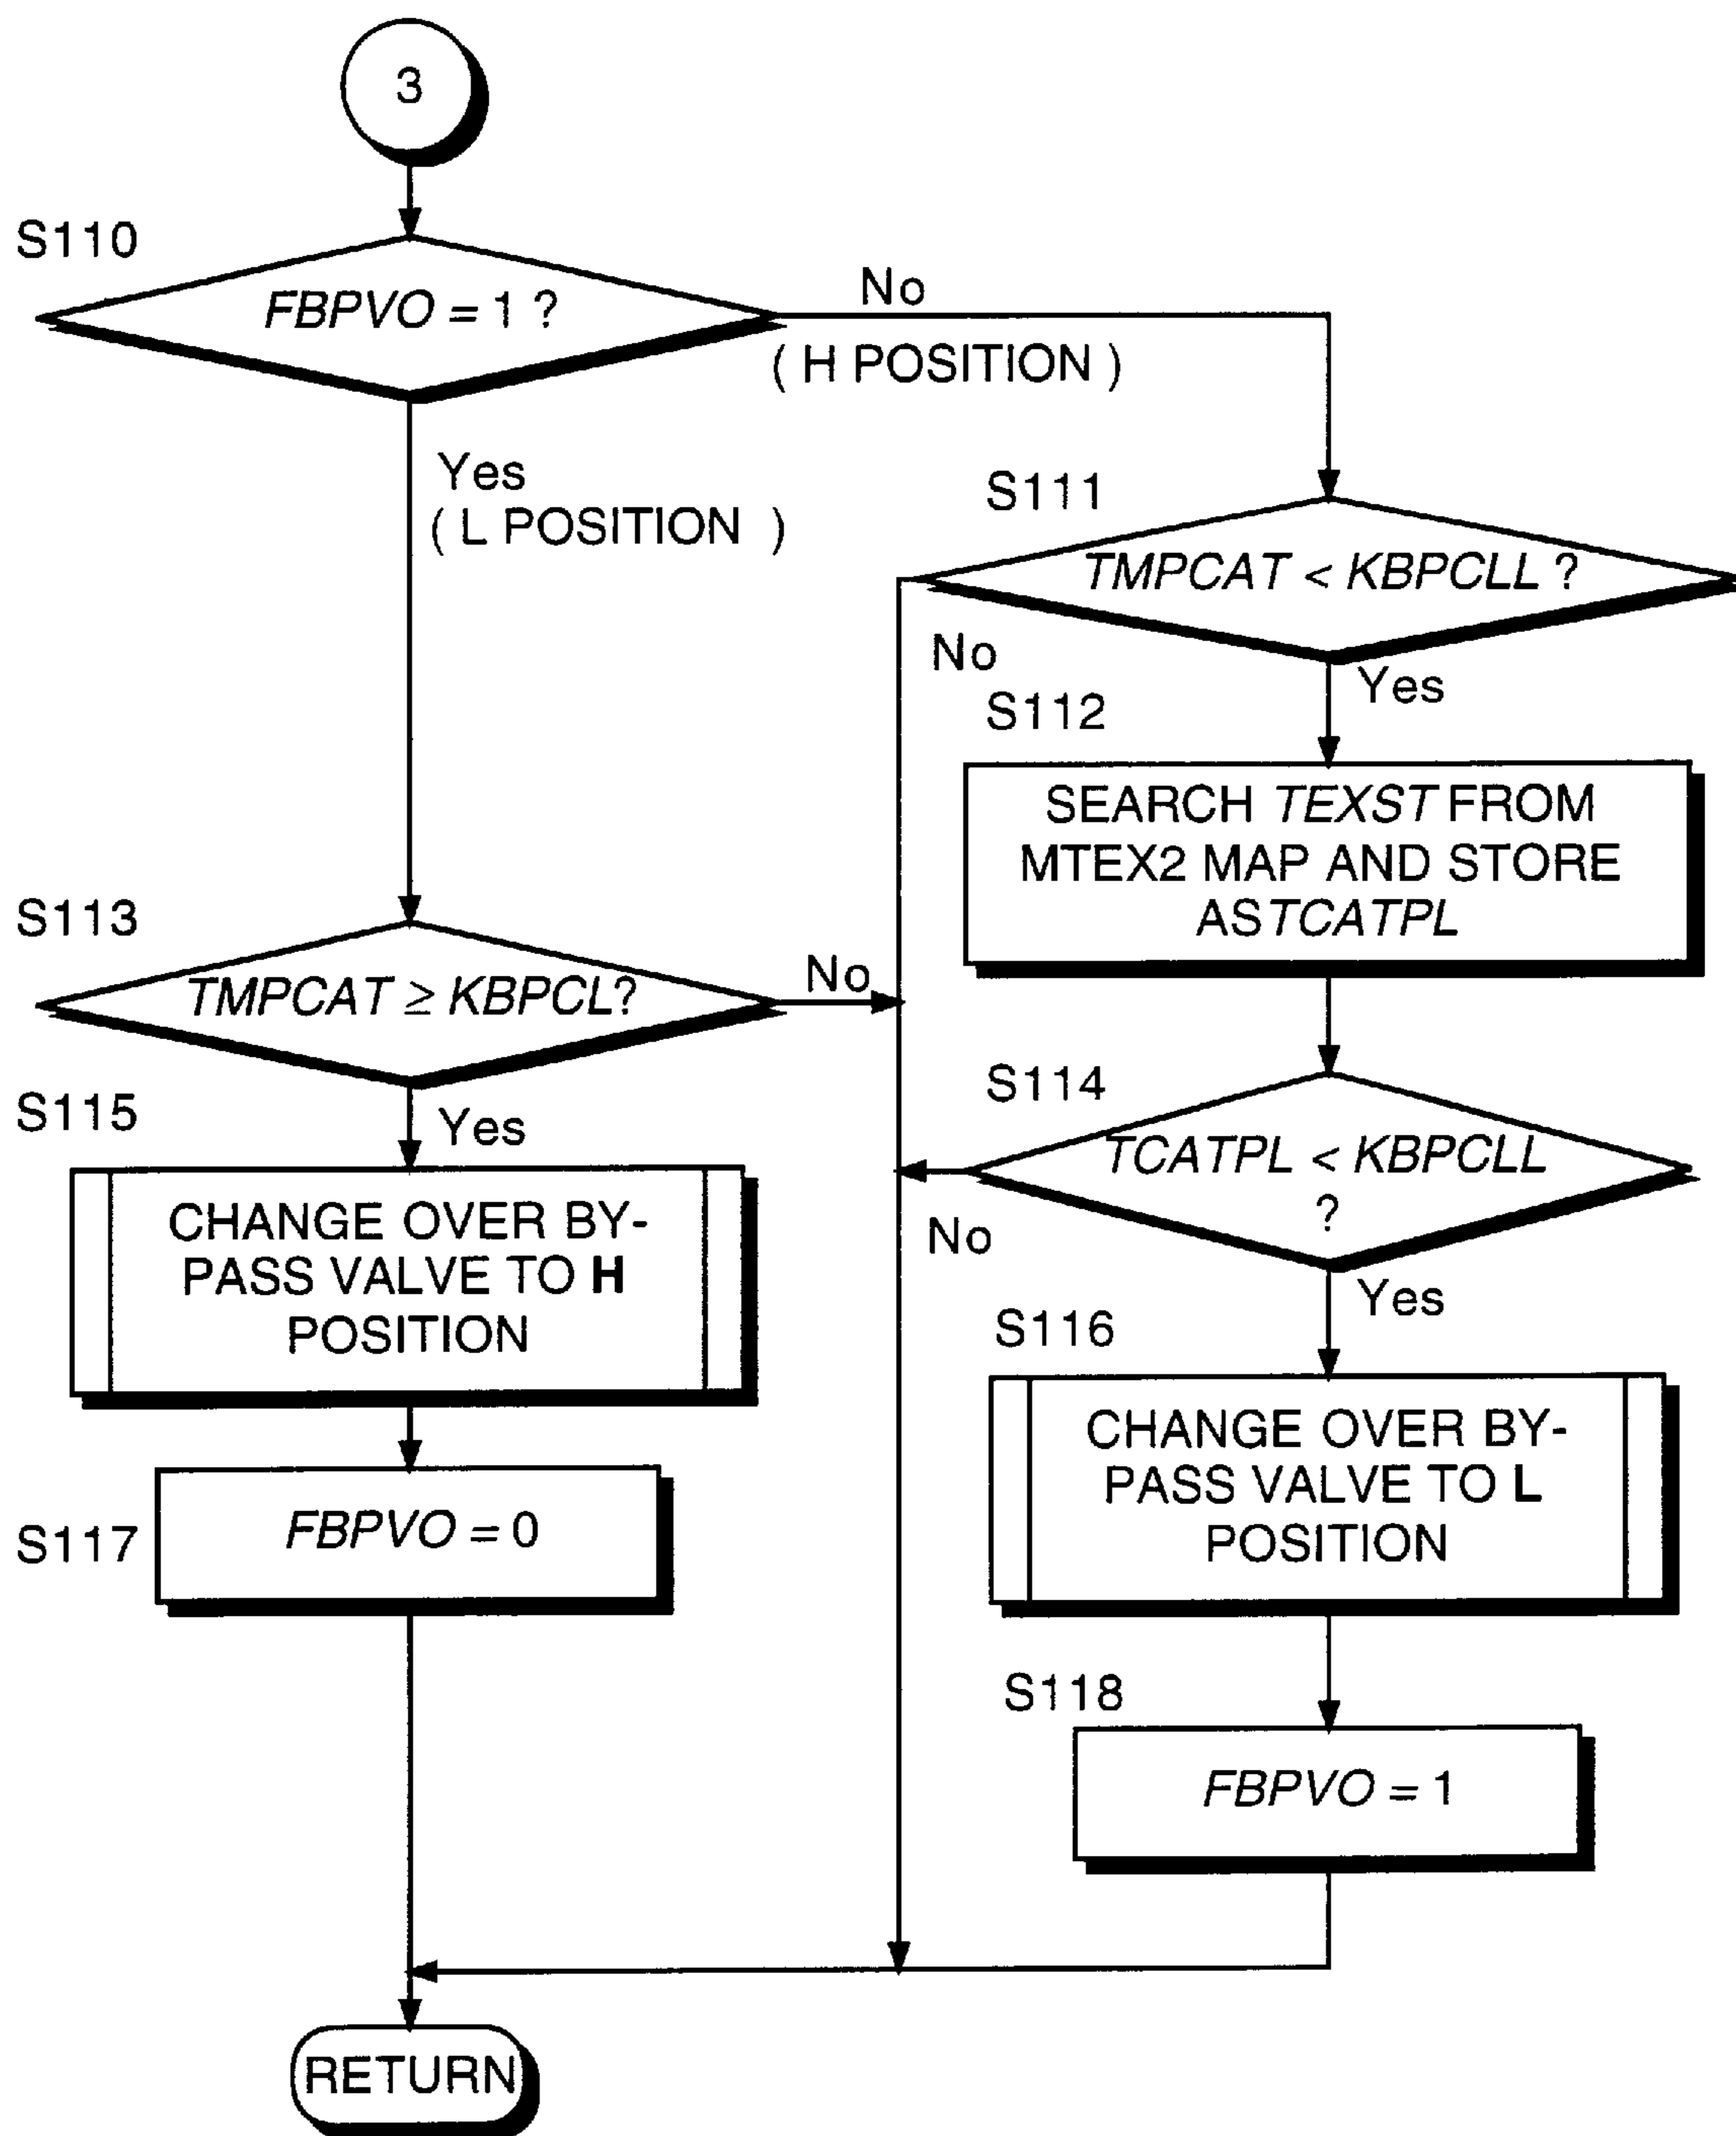 3
S110
FBPVO = 1 ?
No
( H POSITION )
Yes
( L POSITION )
S111
TMPCAT < KBPCLL ?
No
Yes
S112
SEARCH TEXST FROM
MTEX2 MAP AND STORE
ASTCATPL
S113
TMPCAT ≥ KBPCL?
No
Yes
S114
TCATPL < KBPCLL
?
No
Yes
S115
CHANGE OVER BY-
PASS VALVE TO H
POSITION
S116
CHANGE OVER BY-
PASS VALVE TO L
POSITION
S117
FBPVO = 0
S118
FBPVO = 1
RETURN